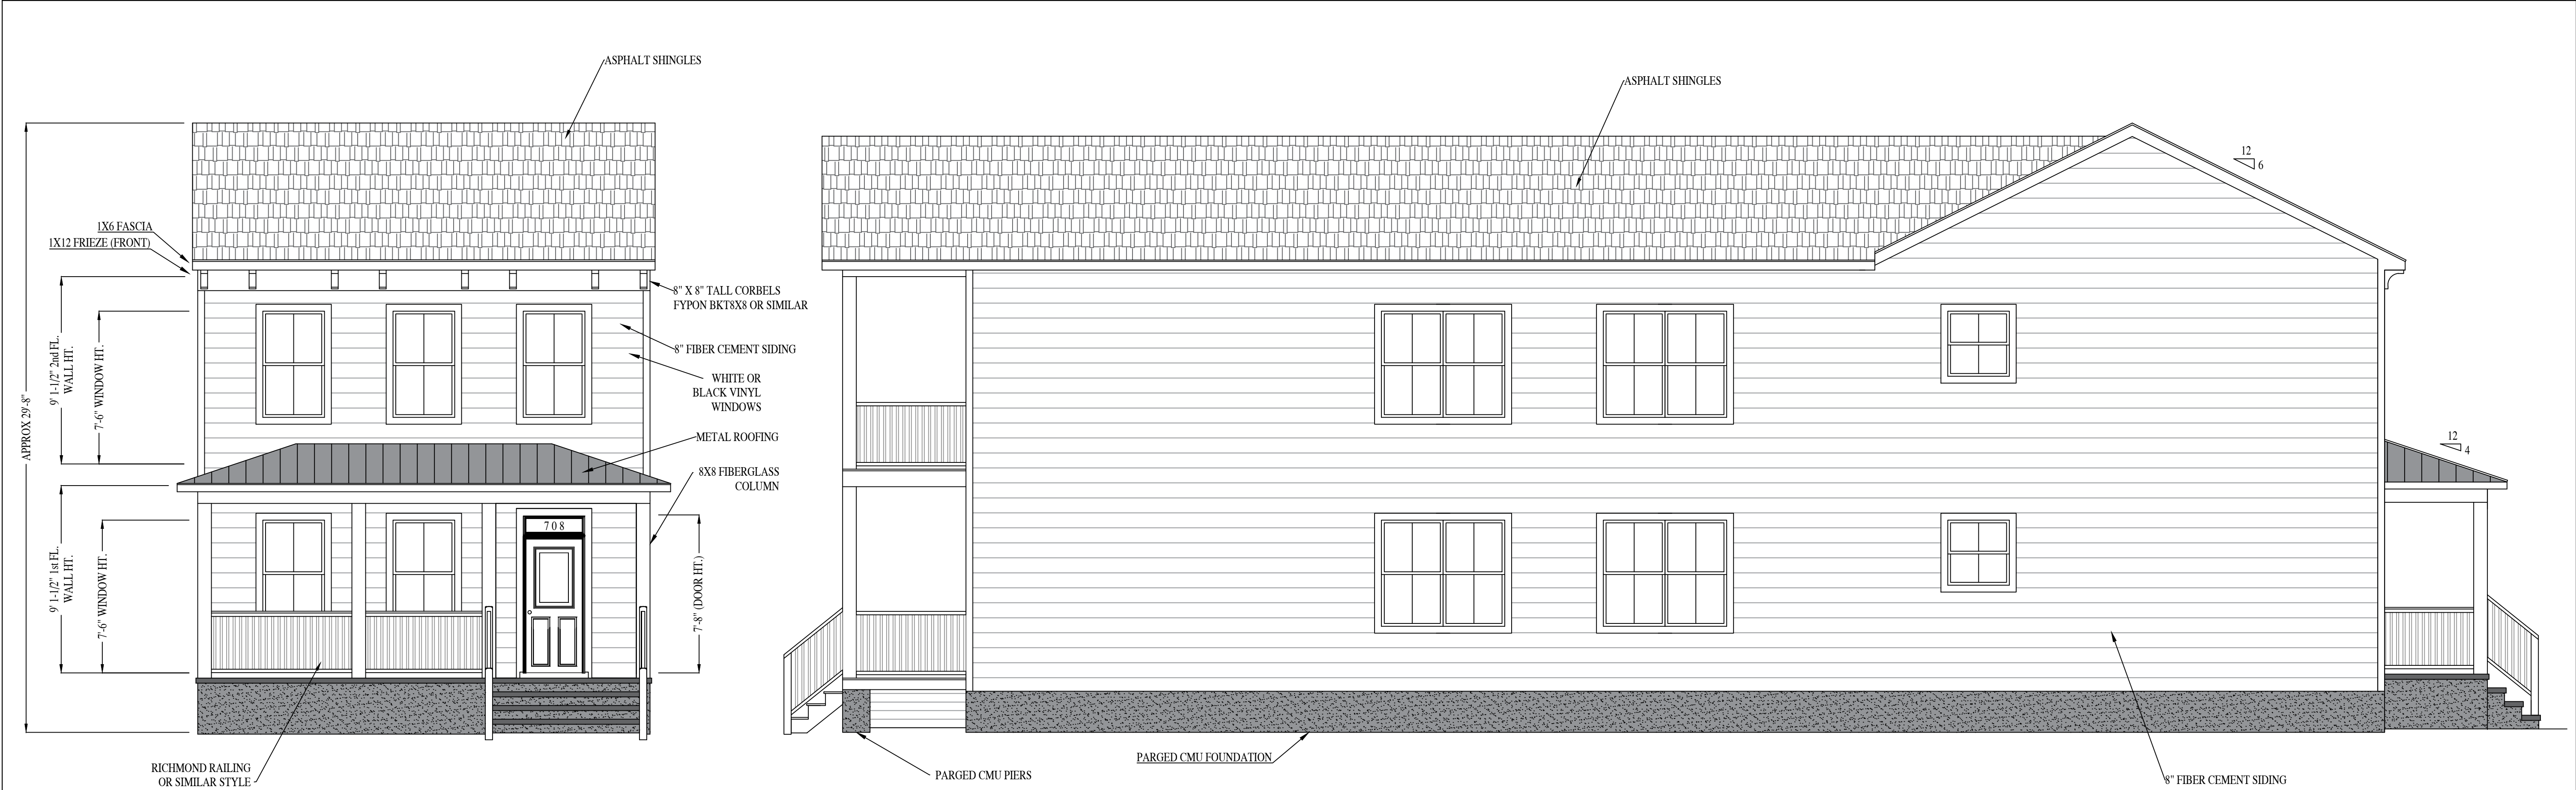 ASPHALT SHINGLES
ASPHALT SHINGLES
12
6
1X6 FASCIA
1X12 FRIEZE (FRONT)
8" X 8" TALL CORBELS
FYPON BKT8X8 OR SIMILAR
8" FIBER CEMENT SIDING
WHITE OR
BLACK VINYL
WINDOWS
METAL ROOFING
8X8 FIBERGLASS
COLUMN
APPROX 29'-8"
9' 1-1/2" 2nd FL.
WALL HT.
7'-6" WINDOW HT.
9' 1-1/2" 1st FL.
WALL HT.
7'-6" WINDOW HT.
708
7'-8" (DOOR HT.)
12
4
RICHMOND RAILING
OR SIMILAR STYLE
PARGED CMU PIERS
PARGED CMU FOUNDATION
8" FIBER CEMENT SIDING